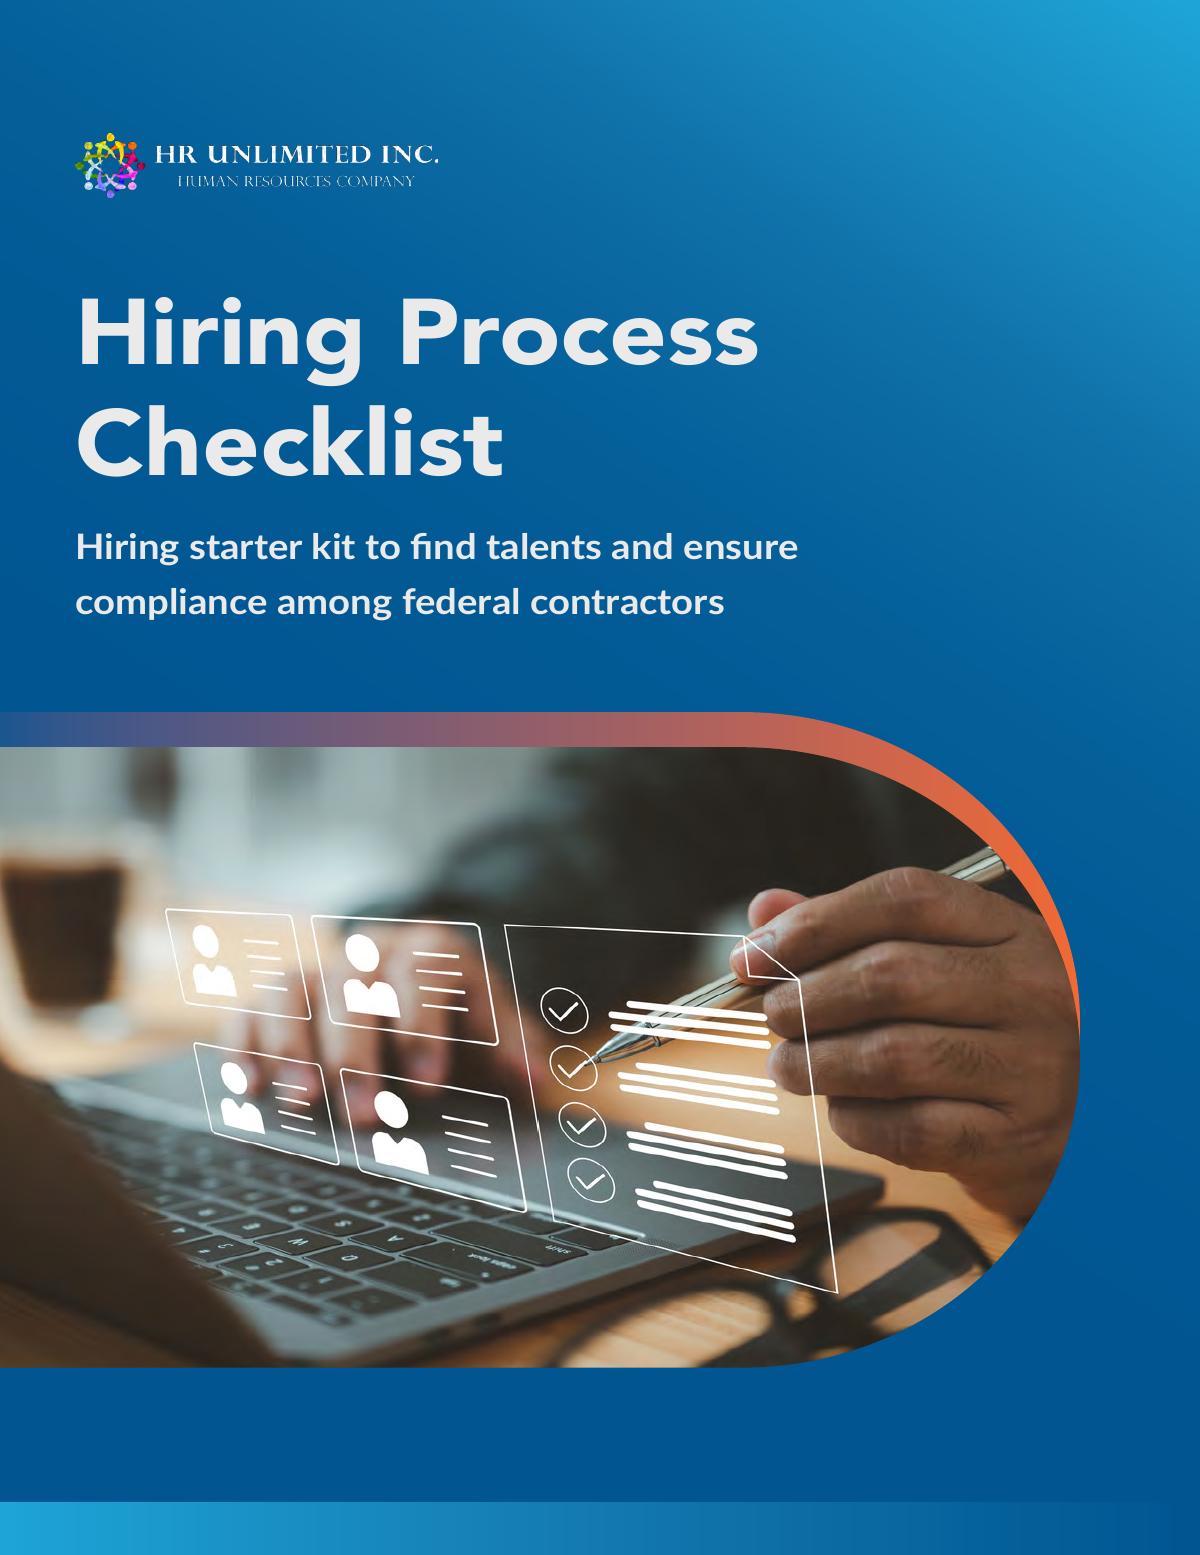 HR UNLIMITED INC.
HUMAN RESOURCES COMPANY
Hiring Process
Checklist
Hiring starter kit to find talents and ensure
compliance among federal contractors